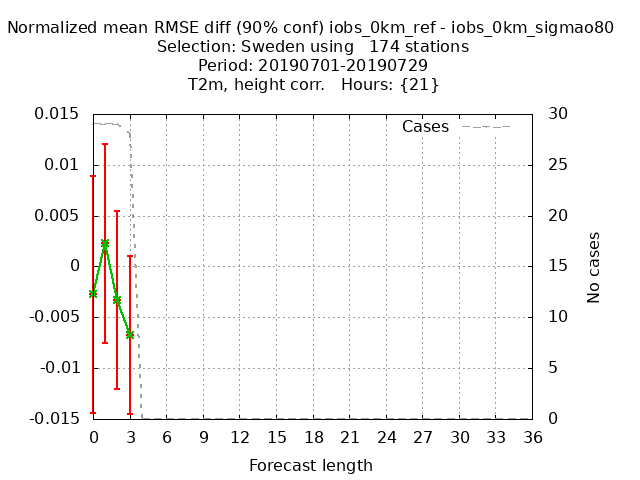 Normalized mean RMSE diff (90% conf) iobs_0km_ref - iobs_0km_sigmao80
Selection: Sweden using   174 stations
Period: 20190701-20190729
T2m, height corr.   Hours: {21}
0.015
0.01
0.005
0
-0.005
-0.01
-0.015
Cases
30
25
20
15
10
5
0
No cases
0 3 6 9 12 15 18 21 24 27 30 33 36
Forecast length